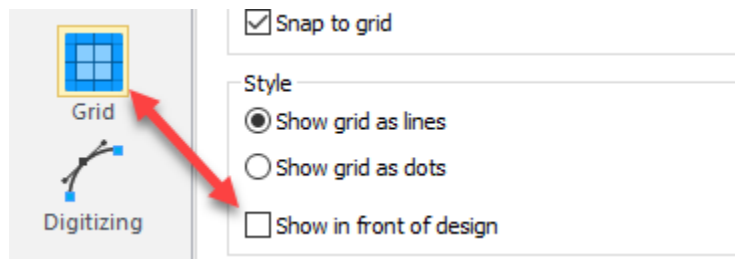 Snap to grid
Grid
Style
Show grid as lines
Show grid as dots
Digitizing
Show in front of design